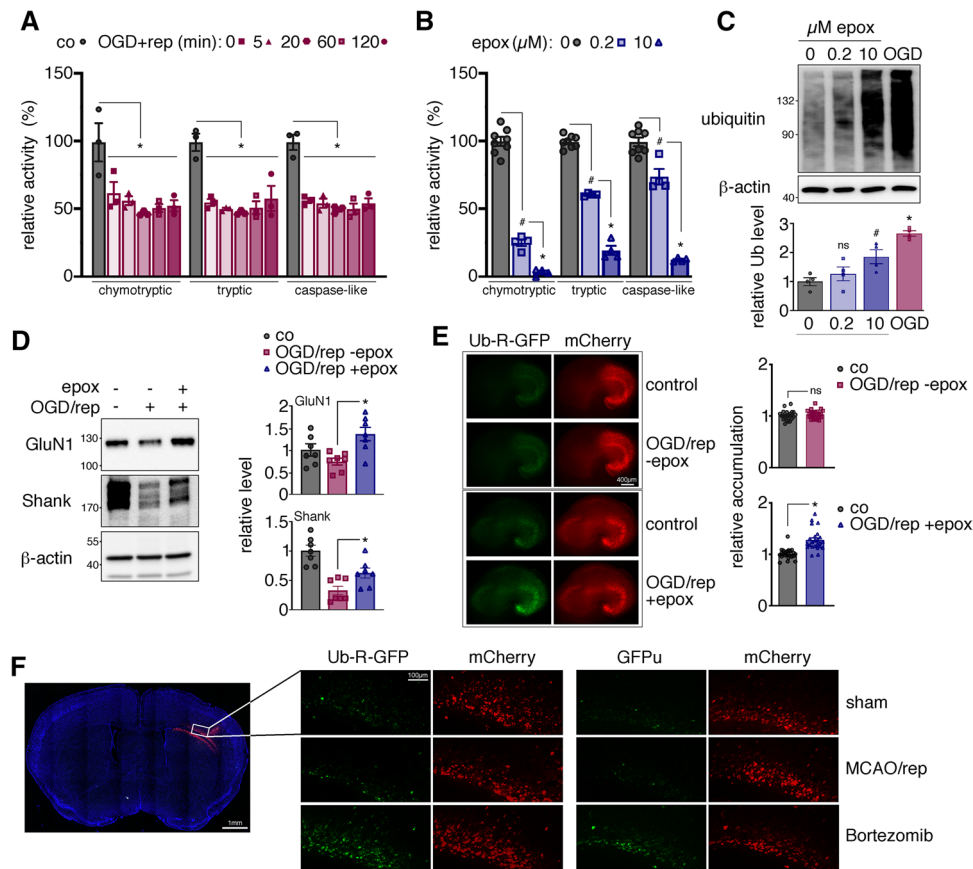 A
co OGD+rep (min): 0 5 20 60 120
relative activity (%)
150
100
50
0
*
*
*
chymotryptic
tryptic
caspase-like
B
epox (µM): 0 0.2 10
relative activity (%)
150
100
50
0
#
*
#
*
#
*
chymotryptic
tryptic
caspase-like
C
µM epox
0 0.2 10 OGD
ubiquitin
132
90
β-actin
40
relative Ub level
3
2
1
0
ns
#
*
0 0.2 10 OGD
D
epox - - +
OGD/rep - + +
GluN1
130
100
Shank
170
β-actin
55
40
co
OGD/rep -epox
OGD/rep +epox
relative level
GluN1
2.0
1.5
1.0
0.5
0
*
Shank
1.5
1.0
0.5
0
*
E
Ub-R-GFP mCherry
control
OGD/rep
-epox
400µm
control
OGD/rep
+epox
relative accumulation
co
OGD/rep -epox
2
1
0
ns
co
OGD/rep +epox
2
1
0
*
F
1mm
Ub-R-GFP mCherry GFPu mCherry
100µm
sham
MCAO/rep
Bortezomib